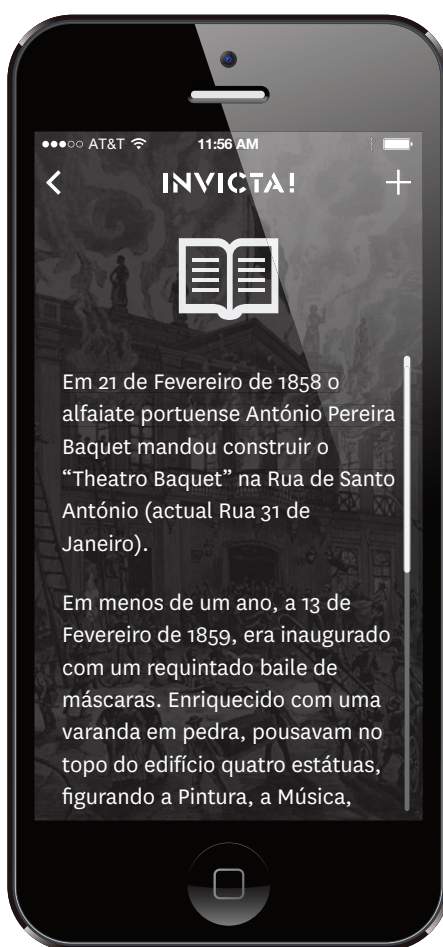 AT&T 11:56 AM
INVICTA!
Em 21 de Fevereiro de 1858 o
alfaiate portuense António Pereira
Baquet mandou construir o
“Theatro Baquet” na Rua de Santo
António (actual Rua 31 de
Janeiro).
Em menos de um ano, a 13 de
Fevereiro de 1859, era inaugurado
com um requintado baile de
máscaras. Enriquecido com uma
varanda em pedra, pousavam no
topo do edifício quatro estátuas,
figurando a Pintura, a Música,